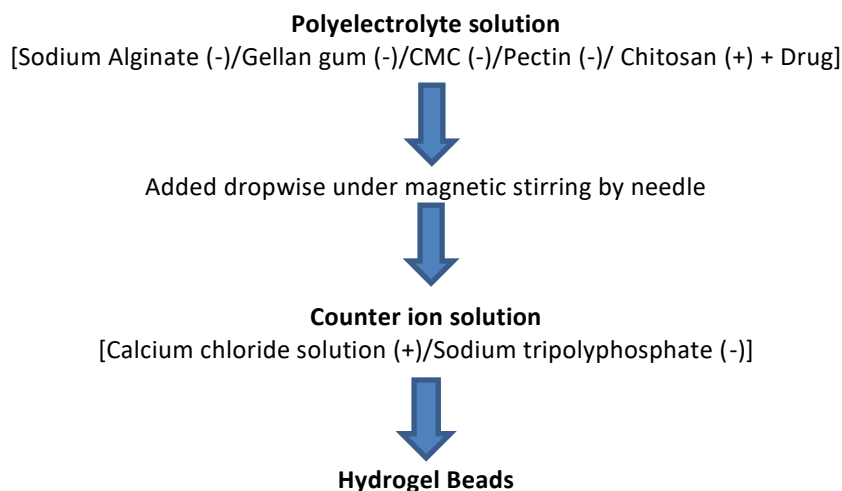 Polyelectrolyte solution
[Sodium Alginate (-)/Gellan gum (-)/CMC (-)/Pectin (-)/ Chitosan (+) + Drug]
Added dropwise under magnetic stirring by needle
Counter ion solution
[Calcium chloride solution (+)/Sodium tripolyphosphate (-)]
Hydrogel Beads